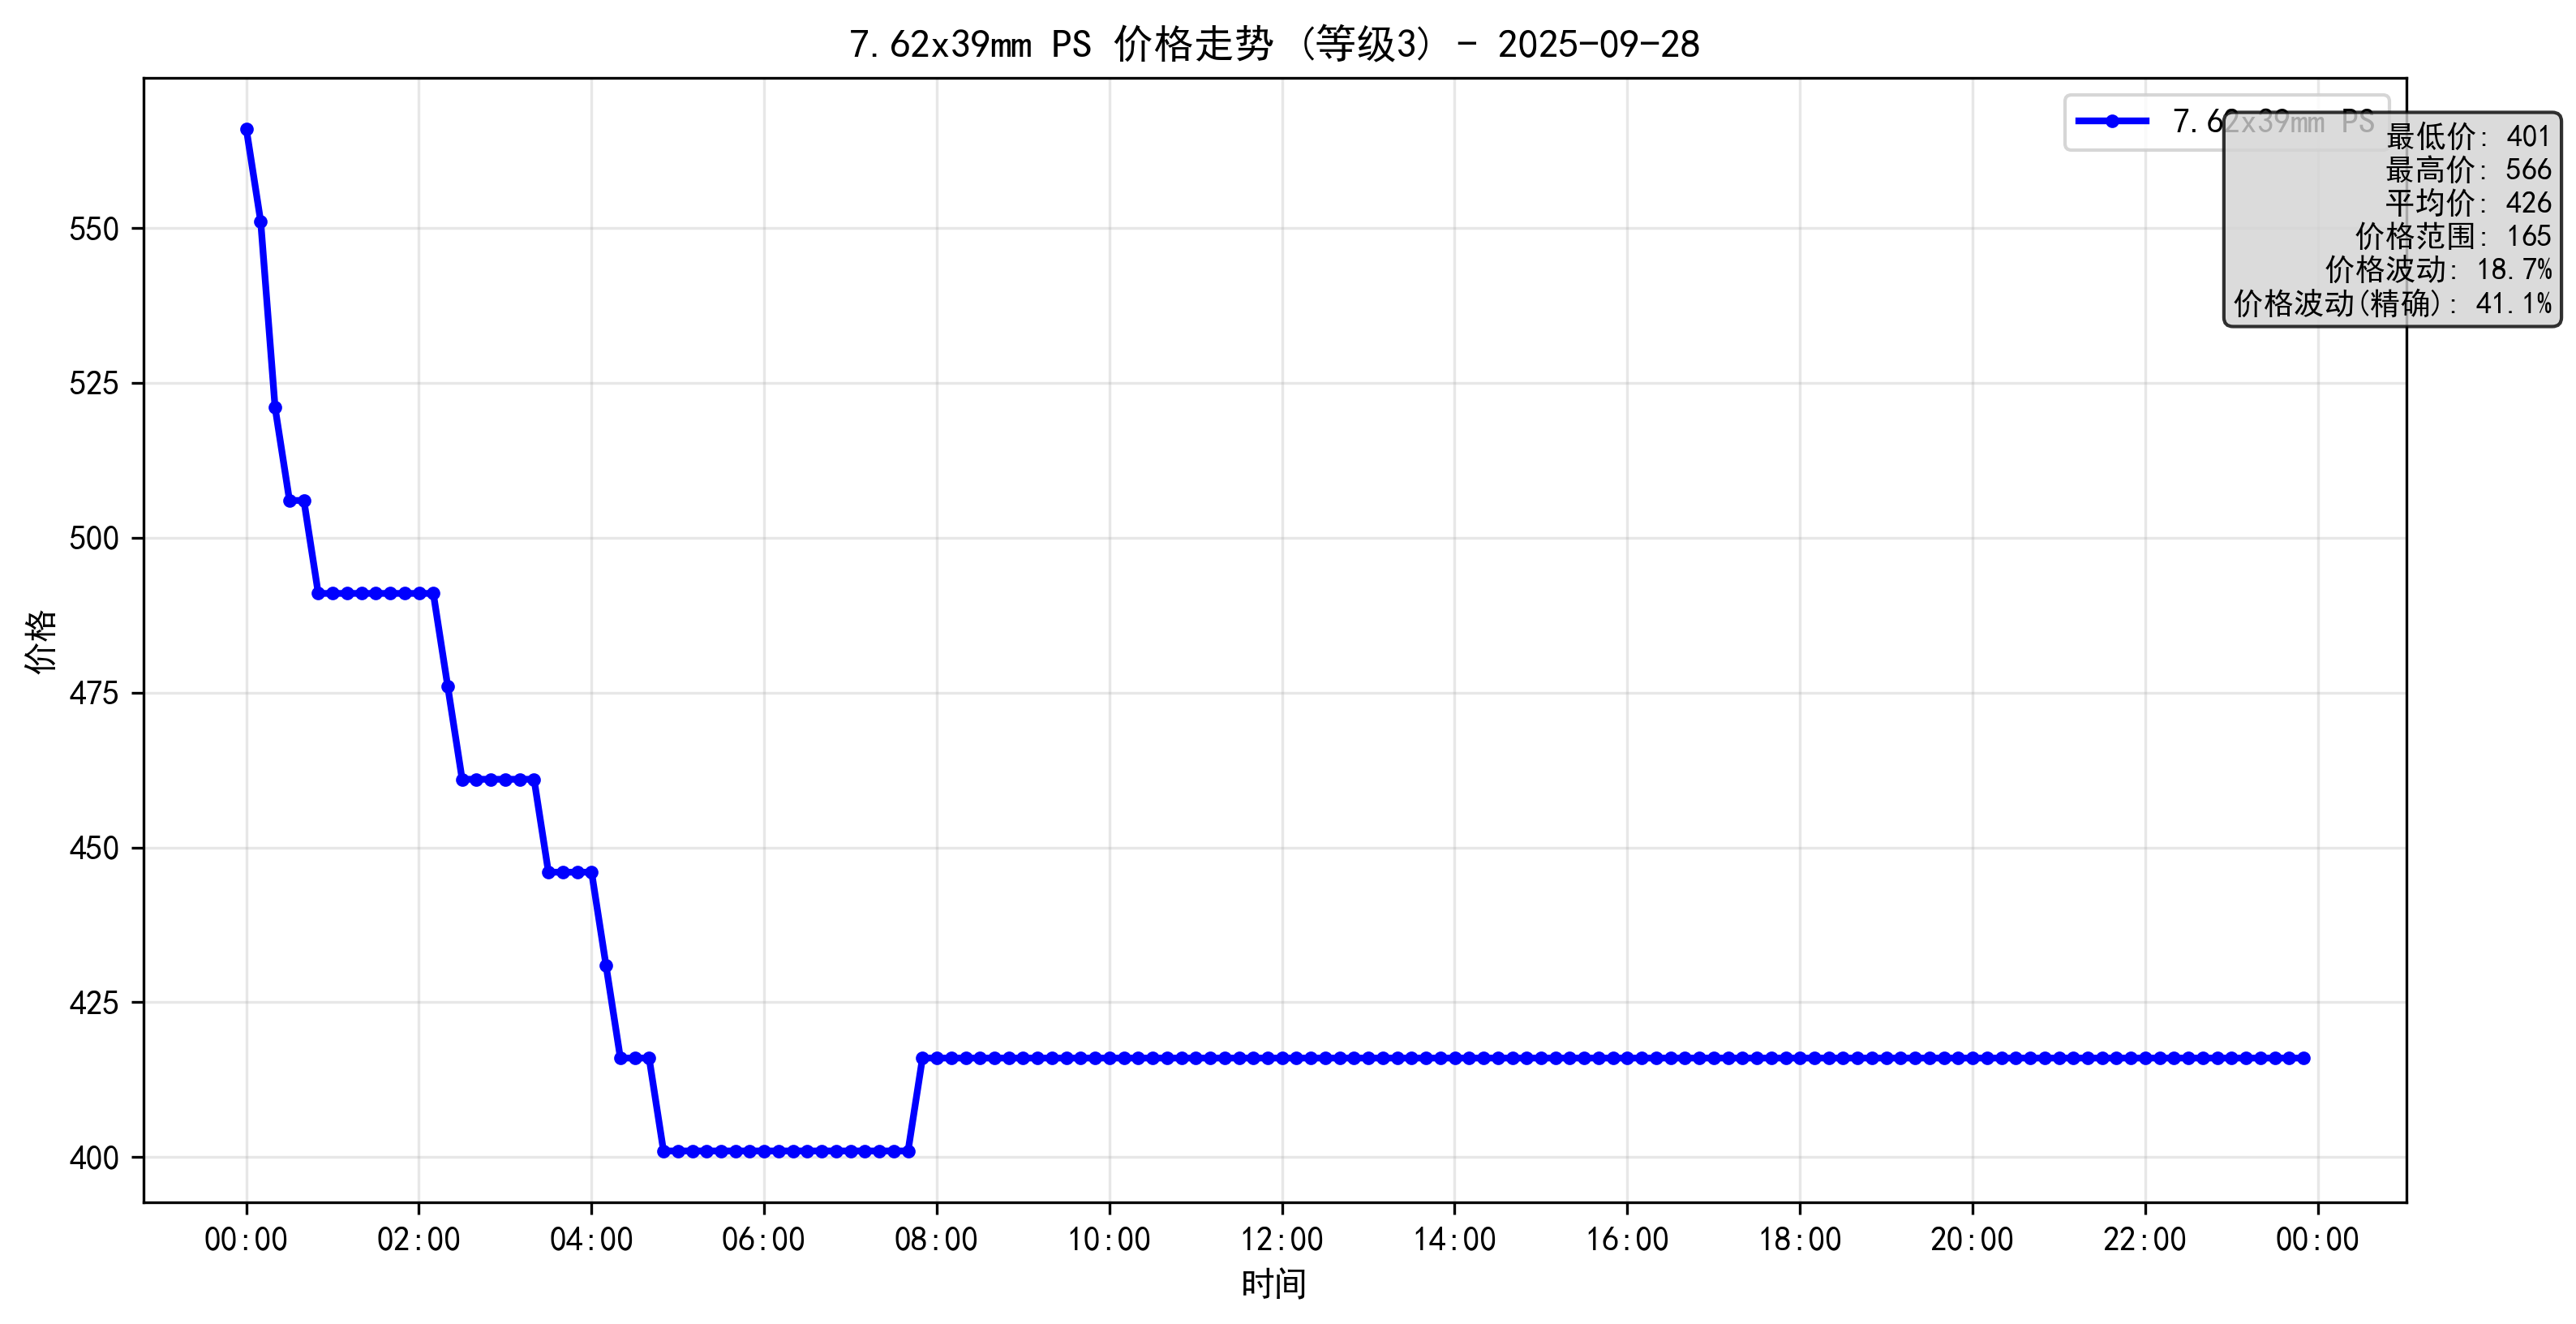 7.62x39mm PS 价格走势 (等级3) - 2025-09-28
7.62x39mm PS
最低价: 401
最高价: 566
平均价: 426
价格范围: 165
价格波动: 18.7%
价格波动(精确): 41.1%
价格
550
525
500
475
450
425
400
00:00 02:00 04:00 06:00 08:00 10:00 12:00 14:00 16:00 18:00 20:00 22:00 00:00
时间